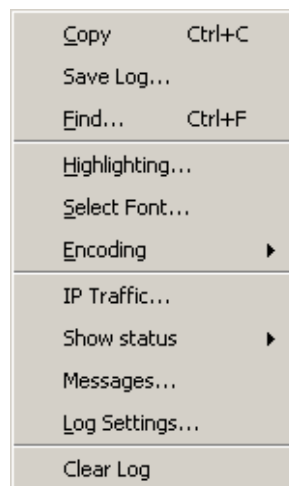 Copy Ctrl+C
Save Log...
Find... Ctrl+F
Highlighting...
Select Font...
Encoding
IP Traffic...
Show status
Messages...
Log Settings...
Clear Log